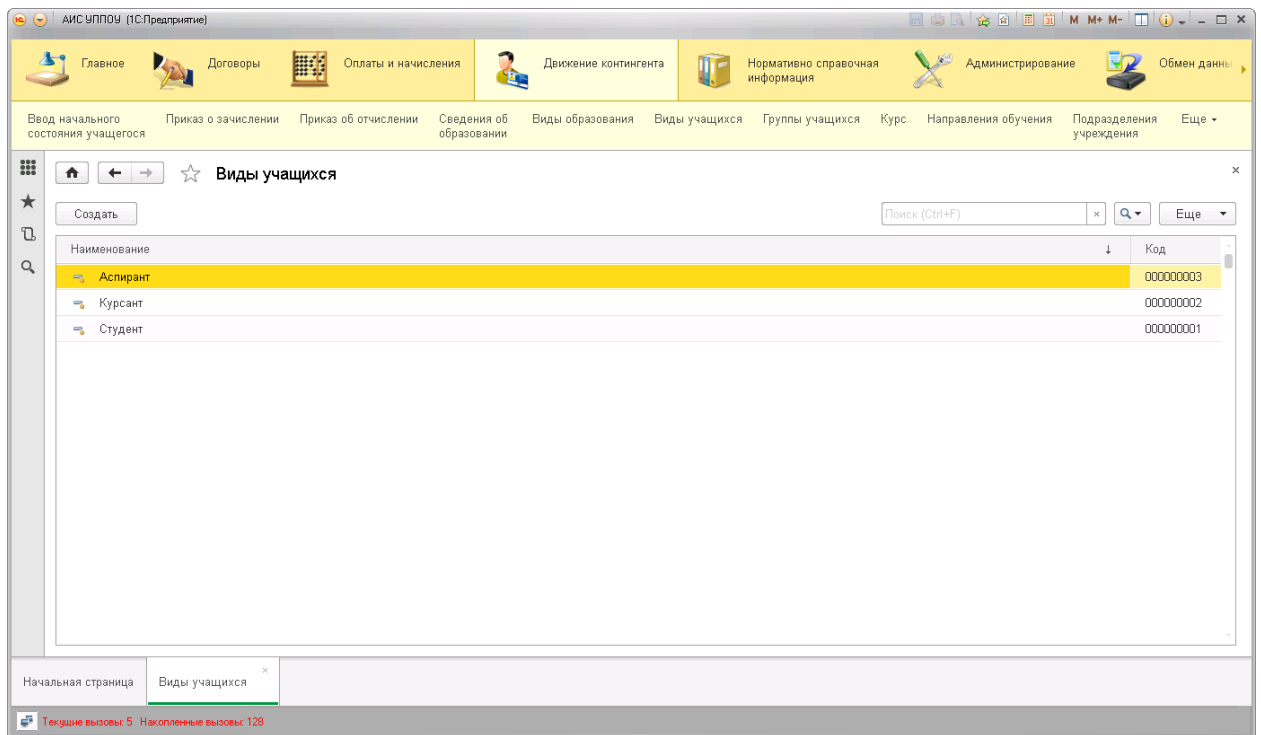 АИС УППОУ (1С:Предприятие)
M M+ M-
Главное
Договоры
Оплаты и начисления
Движение контингента
Нормативно справочная
информация
Администрирование
Обмен данны
Ввод начального
состояния учащегося
Приказ о зачислении
Приказ об отчислении
Сведения об
образовании
Виды образования
Виды учащихся
Группы учащихся
Курс
Направления обучения
Подразделения
учреждения
Еще
Виды учащихся
Создать
Поиск (Ctrl+F)
Еще
Наименование
Код
Аспирант 000000003
Курсант 000000002
Студент 000000001
Начальная страница
Виды учащихся
Текущие вызовы: 5 Накопленные вызовы: 128